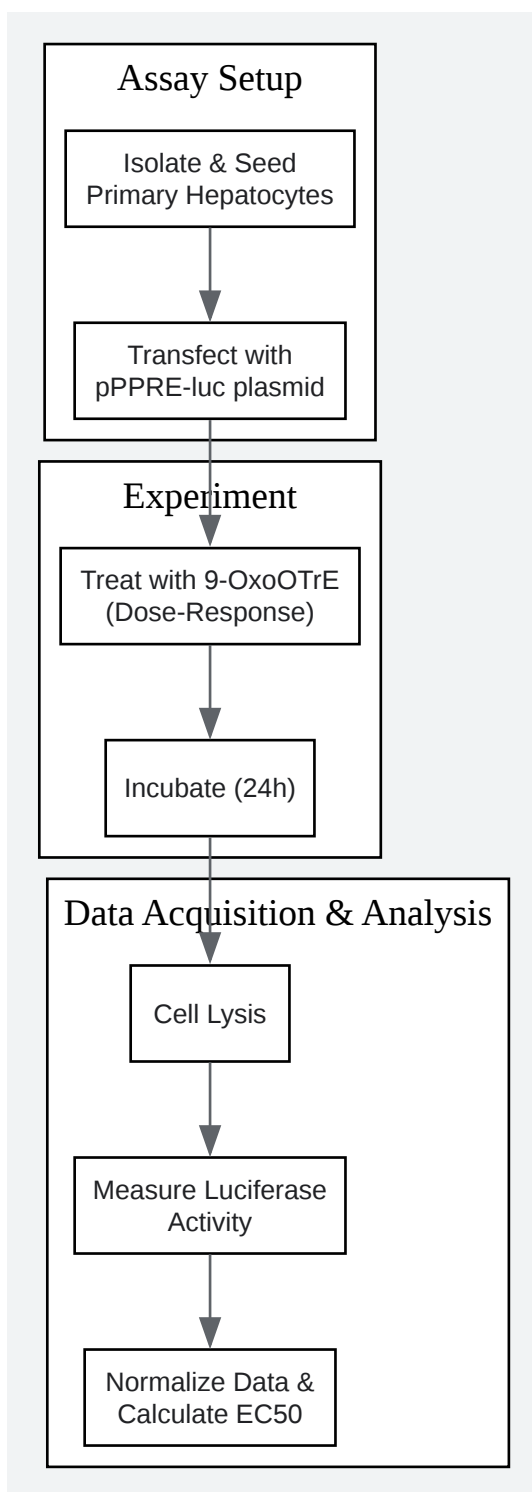 Assay Setup
Isolate & Seed
Primary Hepatocytes
Transfect with
pPPRE-luc plasmid
Experiment
Treat with 9-OxoOTrE
(Dose-Response)
Incubate (24h)
Data Acquisition & Analysis
Cell Lysis
Measure Luciferase
Activity
Normalize Data &
Calculate EC50